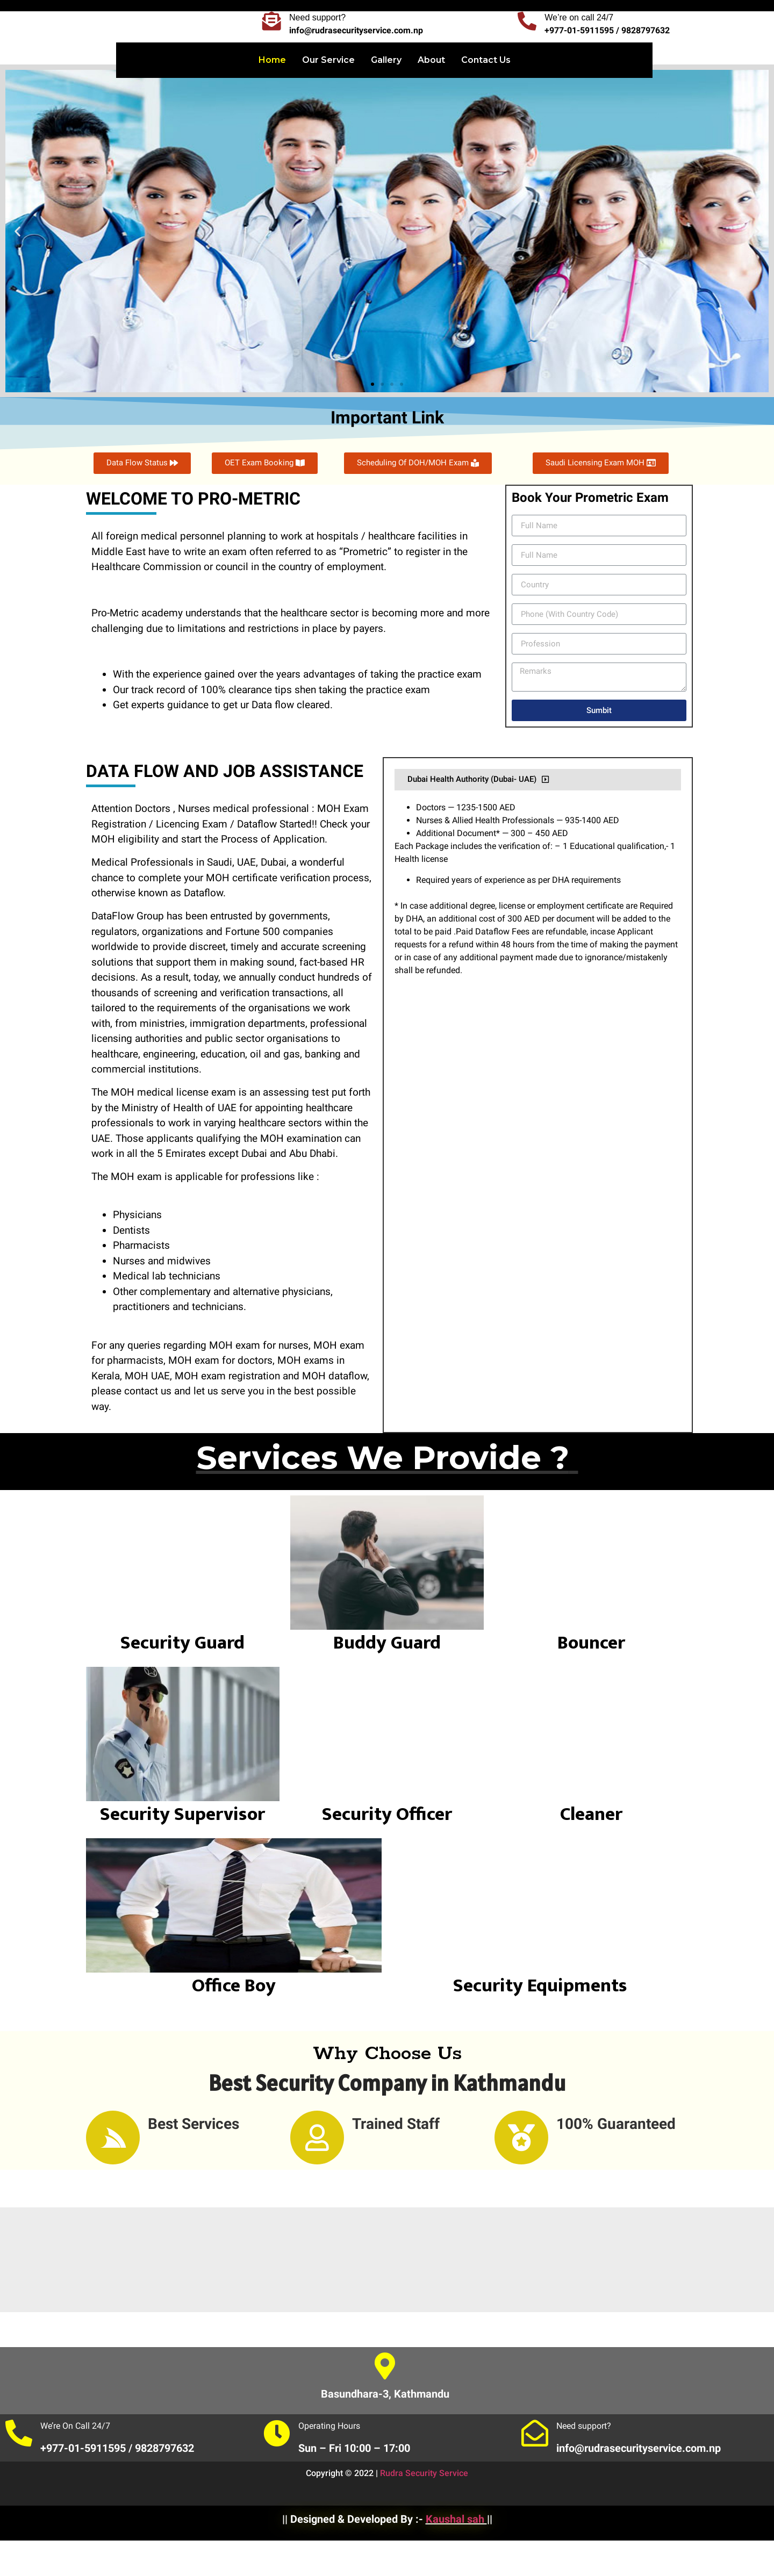 Need support?
info@rudrasecurityservice.com.np
We’re on call 24/7
+977-01-5911595 / 9828797632
Home Our Service Gallery About Contact Us
Important Link
Data Flow Status
OET Exam Booking
Scheduling Of DOH/MOH Exam
Saudi Licensing Exam MOH
WELCOME TO PRO-METRIC
All foreign medical personnel planning to work at hospitals / healthcare facilities in
Middle East have to write an exam often referred to as “Prometric” to register in the
Healthcare Commission or council in the country of employment.
Pro-Metric academy understands that the healthcare sector is becoming more and more
challenging due to limitations and restrictions in place by payers.
With the experience gained over the years advantages of taking the practice exam
Our track record of 100% clearance tips shen taking the practice exam
Get experts guidance to get ur Data flow cleared.
Book Your Prometric Exam
Full Name
Full Name
Country
Phone (With Country Code)
Profession
Remarks
Sumbit
DATA FLOW AND JOB ASSISTANCE
Attention Doctors , Nurses medical professional : MOH Exam
Registration / Licencing Exam / Dataflow Started!! Check your
MOH eligibility and start the Process of Application.
Medical Professionals in Saudi, UAE, Dubai, a wonderful
chance to complete your MOH certificate verification process,
otherwise known as Dataflow.
DataFlow Group has been entrusted by governments,
regulators, organizations and Fortune 500 companies
worldwide to provide discreet, timely and accurate screening
solutions that support them in making sound, fact-based HR
decisions. As a result, today, we annually conduct hundreds of
thousands of screening and verification transactions, all
tailored to the requirements of the organisations we work
with, from ministries, immigration departments, professional
licensing authorities and public sector organisations to
healthcare, engineering, education, oil and gas, banking and
commercial institutions.
The MOH medical license exam is an assessing test put forth
by the Ministry of Health of UAE for appointing healthcare
professionals to work in varying healthcare sectors within the
UAE. Those applicants qualifying the MOH examination can
work in all the 5 Emirates except Dubai and Abu Dhabi.
The MOH exam is applicable for professions like :
Physicians
Dentists
Pharmacists
Nurses and midwives
Medical lab technicians
Other complementary and alternative physicians,
practitioners and technicians.
For any queries regarding MOH exam for nurses, MOH exam
for pharmacists, MOH exam for doctors, MOH exams in
Kerala, MOH UAE, MOH exam registration and MOH dataflow,
please contact us and let us serve you in the best possible
way.
Dubai Health Authority (Dubai- UAE)
Doctors — 1235-1500 AED
Nurses & Allied Health Professionals — 935-1400 AED
Additional Document* — 300 – 450 AED
Each Package includes the verification of: – 1 Educational qualification,- 1
Health license
Required years of experience as per DHA requirements
* In case additional degree, license or employment certificate are Required
by DHA, an additional cost of 300 AED per document will be added to the
total to be paid .Paid Dataflow Fees are refundable, incase Applicant
requests for a refund within 48 hours from the time of making the payment
or in case of any additional payment made due to ignorance/mistakenly
shall be refunded.
Services We Provide ?
Security Guard
Buddy Guard
Bouncer
Security Supervisor
Security Officer
Cleaner
Office Boy
Security Equipments
Why Choose Us
Best Security Company in Kathmandu
Best Services
Trained Staff
100% Guaranteed
Basundhara-3, Kathmandu
We’re On Call 24/7
+977-01-5911595 / 9828797632
Operating Hours
Sun – Fri 10:00 – 17:00
Need support?
info@rudrasecurityservice.com.np
Copyright © 2022 | Rudra Security Service
|| Designed & Developed By :- Kaushal sah ||